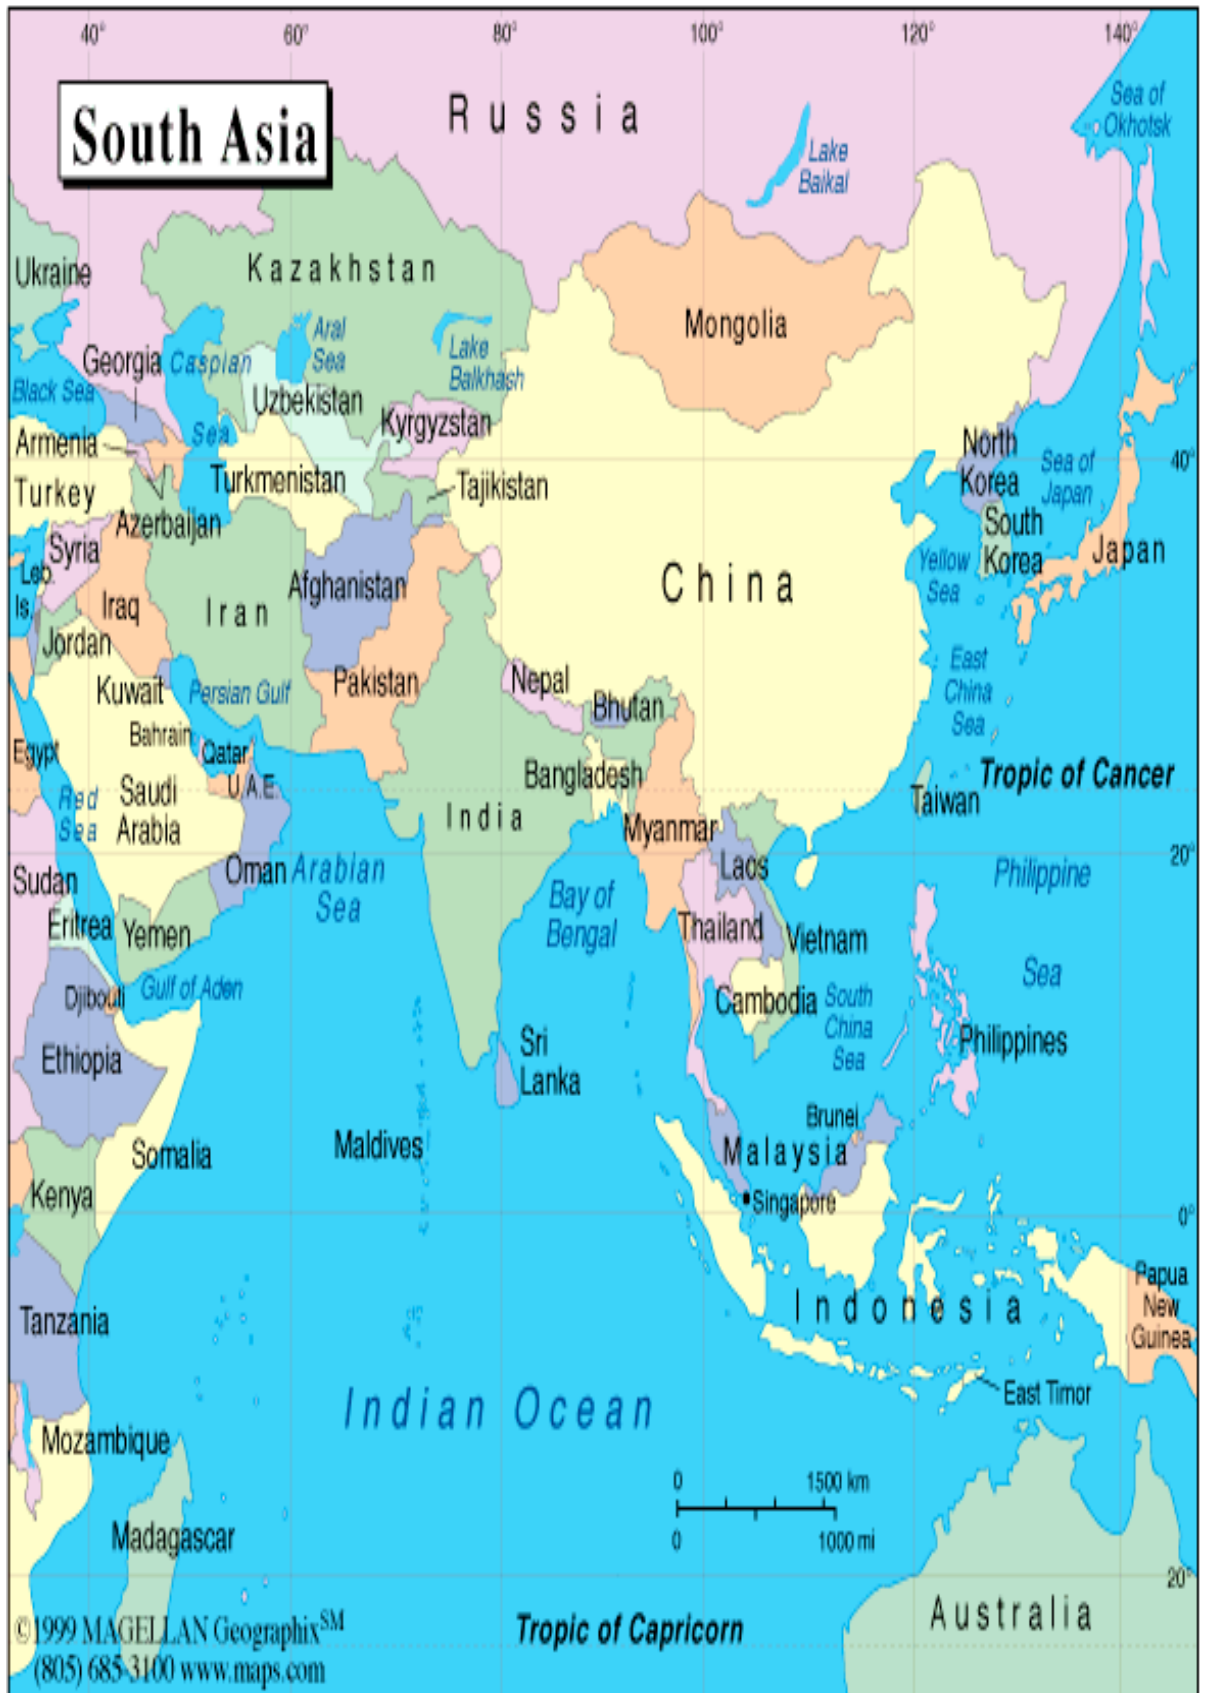 40° 60° 80° 100° 120° 140°
South Asia
Russia
Sea of
Okhotsk
Lake
Baikal
Ukraine
Kazakhstan
Mongolia
Aral
Sea
Lake
Balkhash
Georgia
Caspian
Sea
Black Sea
Uzbekistan
Kyrgyzstan
Armenia
Turkmenistan
Tajikistan
Turkey
Azerbaijan
North
Korea
Sea of
Japan
40°
South
Korea
Japan
Syria
Leb.
Is.
Iraq
Iran
Afghanistan
China
Yellow
Sea
Jordan
Kuwait
Persian Gulf
Pakistan
Nepal
Bhutan
East
China
Sea
Egypt
Bahrain
Qatar
U.A.E.
Bangladesh
Tropic of Cancer
Red
Sea
Saudi
Arabia
India
Myanmar
Taiwan
20°
Oman
Arabian
Sea
Bay of
Bengal
Laos
Philippine
Sea
Sudan
Eritrea
Yemen
Thailand
Vietnam
Djibouti
Gulf of Aden
Cambodia
South
China
Sea
Ethiopia
Sri
Lanka
Philippines
Somalia
Maldives
Brunei
Malaysia
Kenya
Singapore
0°
Tanzania
Indonesia
Papua
New
Guinea
Indian Ocean
East Timor
Mozambique
0 1500 km
0 1000 mi
Madagascar
20°
Australia
Tropic of Capricorn
©1999 MAGELLAN Geographix℠
(805) 685-3100 www.maps.com